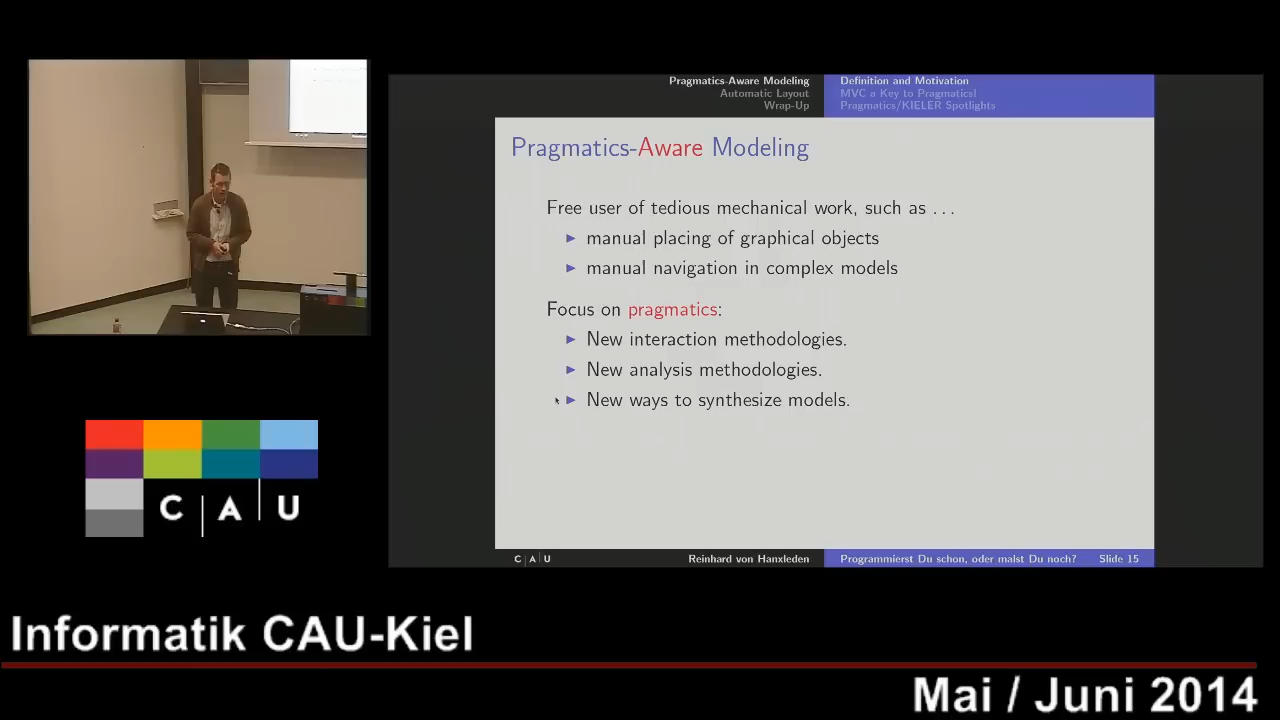 Pragmatics-Aware Modeling
Automatic Layout
Wrap-Up
Definition and Motivation
MVC a Key to Pragmatics!
Pragmatics/KIELER Spotlights
Pragmatics-Aware Modeling
Free user of tedious mechanical work, such as . . .
manual placing of graphical objects
manual navigation in complex models
Focus on pragmatics:
New interaction methodologies.
New analysis methodologies.
New ways to synthesize models.
C | A | U
Reinhard von Hanxleden
Programmierst Du schon, oder malst Du noch?
Slide 15
C | A | U
Informatik CAU-Kiel
Mai / Juni 2014